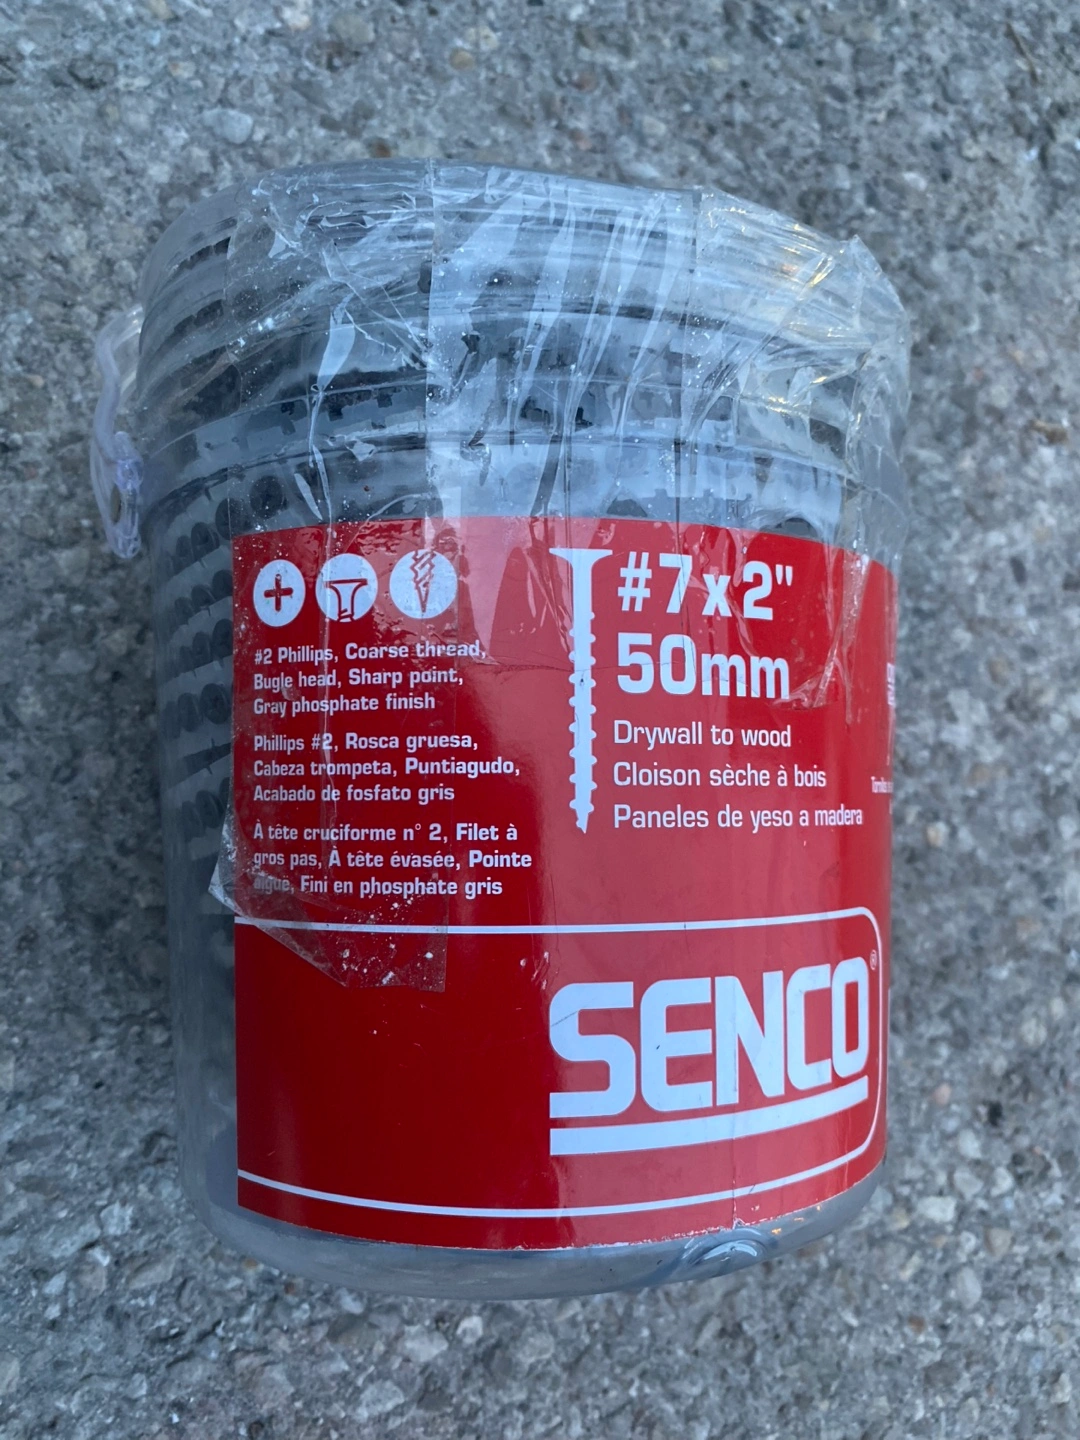 #2 Phillips, Coarse thread,
Bugle head, Sharp point,
Gray phosphate finish
Phillips #2, Rosca gruesa,
Cabeza trompeta, Puntiagudo,
Acabado de fosfato gris
À tête cruciforme n° 2, Filet à
gros pas, À tête évasée, Pointe
aiguë, Fini en phosphate gris
#7 x 2"
50mm
Drywall to wood
Cloison sèche à bois
Paneles de yeso a madera
SENCO®